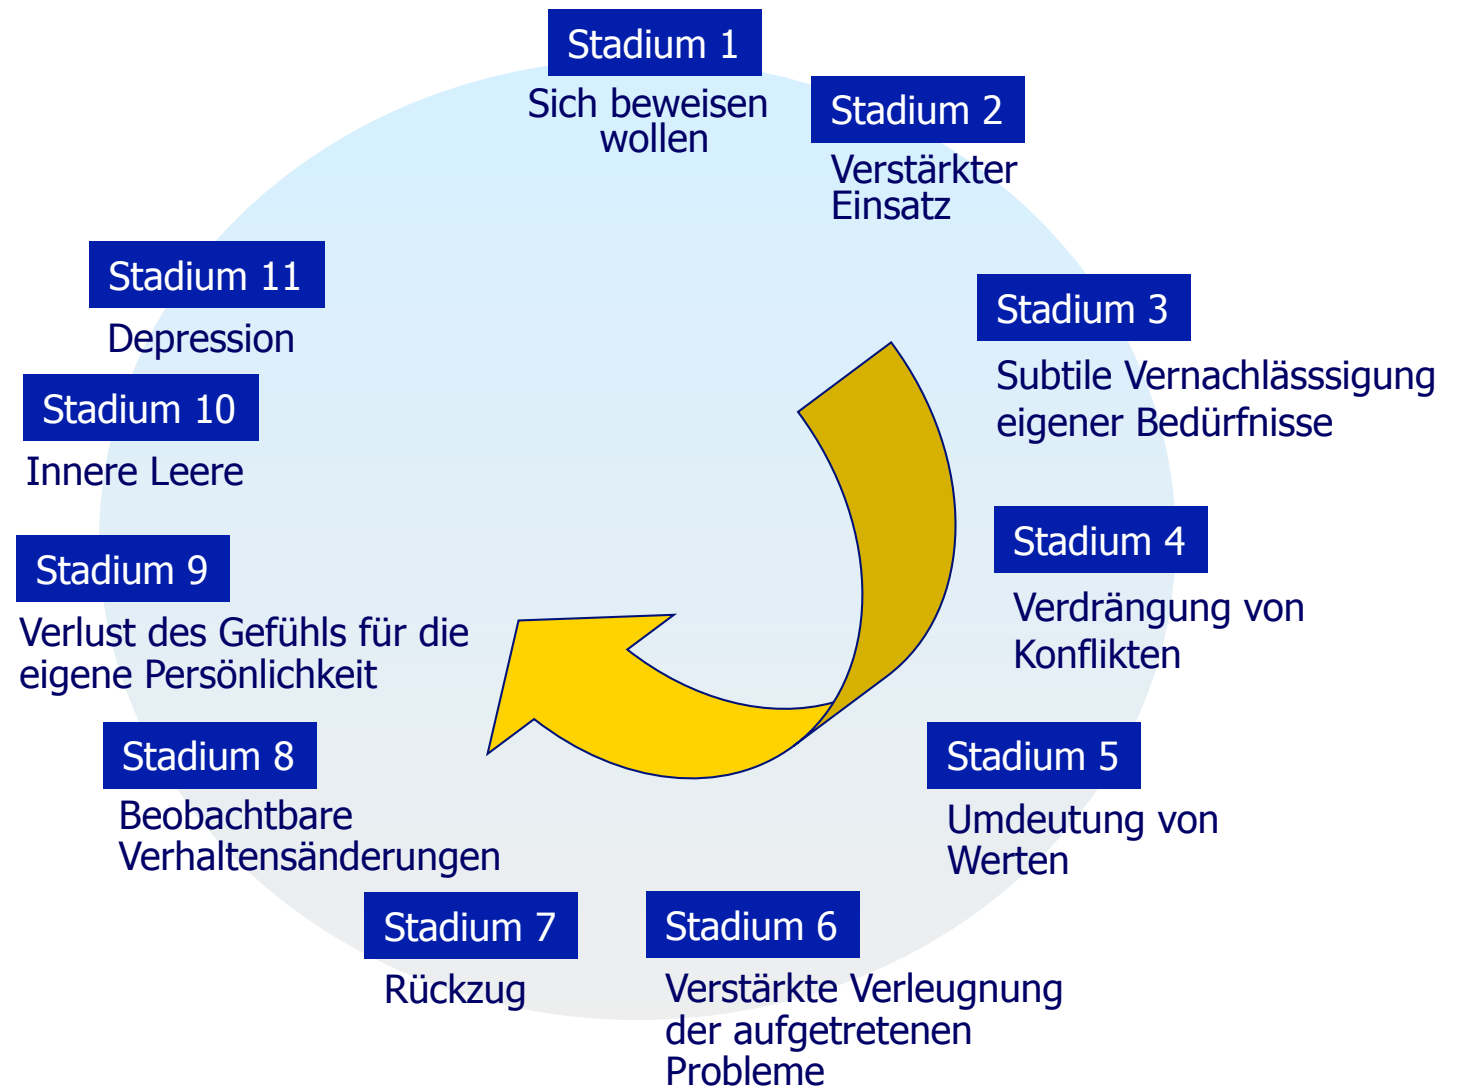 Stadium 1
Sich beweisen
wollen
Stadium 2
Verstärkter
Einsatz
Stadium 3
Subtile Vernachlässsigung
eigener Bedürfnisse
Stadium 4
Verdrängung von
Konflikten
Stadium 5
Umdeutung von
Werten
Stadium 6
Verstärkte Verleugnung
der aufgetretenen
Probleme
Stadium 7
Rückzug
Stadium 8
Beobachtbare
Verhaltensänderungen
Stadium 9
Verlust des Gefühls für die
eigene Persönlichkeit
Stadium 10
Innere Leere
Stadium 11
Depression